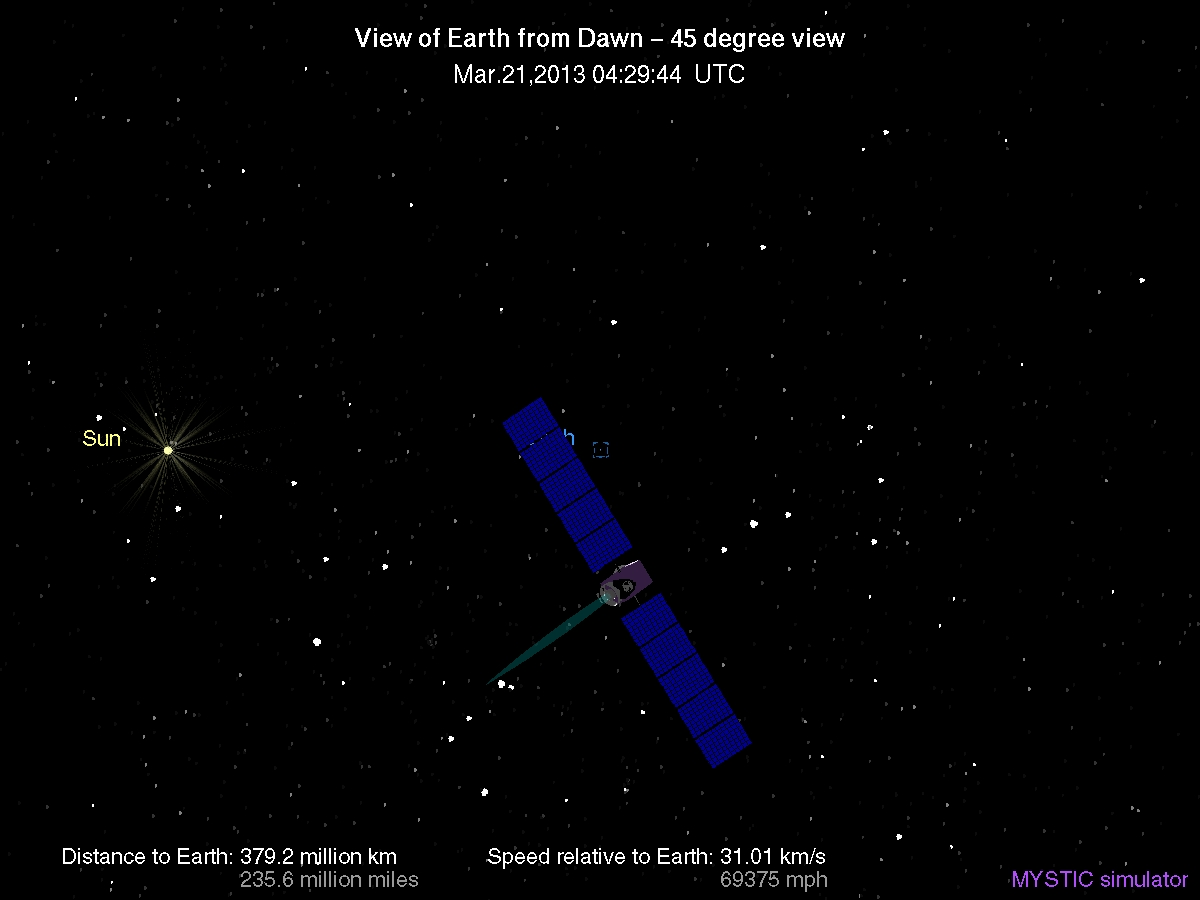 View of Earth from Dawn – 45 degree view
Mar.21,2013 04:29:44 UTC
Sun
h
Distance to Earth: 379.2 million km
235.6 million miles
Speed relative to Earth: 31.01 km/s
69375 mph
MYSTIC simulator